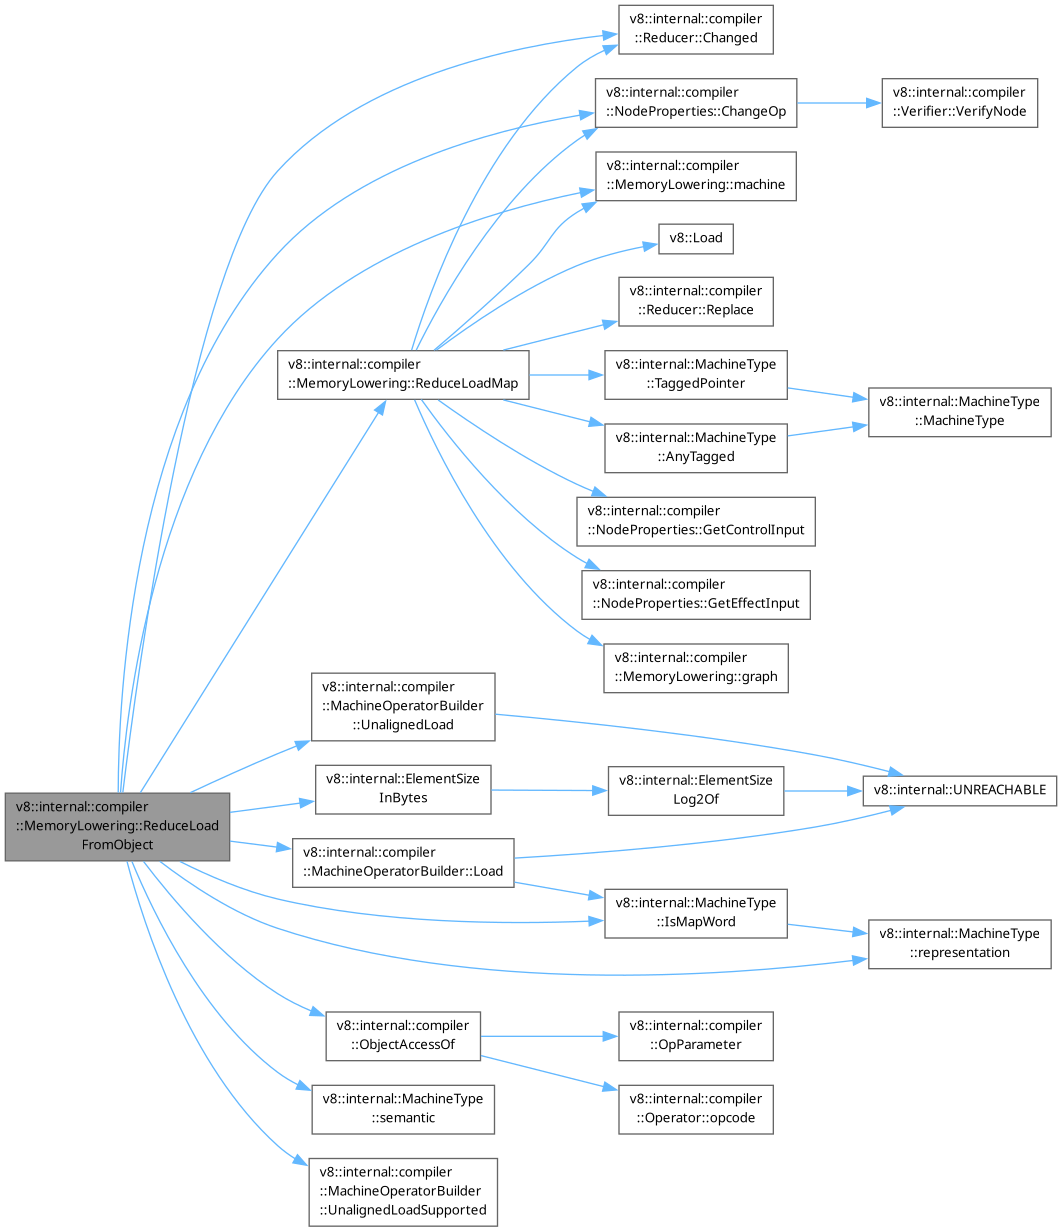 v8::internal::compiler
::Reducer::Changed
v8::internal::compiler
::NodeProperties::ChangeOp
v8::internal::compiler
::Verifier::VerifyNode
v8::internal::compiler
::MemoryLowering::machine
v8::Load
v8::internal::compiler
::Reducer::Replace
v8::internal::compiler
::MemoryLowering::ReduceLoadMap
v8::internal::MachineType
::TaggedPointer
v8::internal::MachineType
::MachineType
v8::internal::MachineType
::AnyTagged
v8::internal::compiler
::NodeProperties::GetControlInput
v8::internal::compiler
::NodeProperties::GetEffectInput
v8::internal::compiler
::MemoryLowering::graph
v8::internal::compiler
::MachineOperatorBuilder
::UnalignedLoad
v8::internal::ElementSize
InBytes
v8::internal::ElementSize
Log2Of
v8::internal::UNREACHABLE
v8::internal::compiler
::MemoryLowering::ReduceLoad
FromObject
v8::internal::compiler
::MachineOperatorBuilder::Load
v8::internal::MachineType
::IsMapWord
v8::internal::MachineType
::representation
v8::internal::compiler
::ObjectAccessOf
v8::internal::compiler
::OpParameter
v8::internal::MachineType
::semantic
v8::internal::compiler
::Operator::opcode
v8::internal::compiler
::MachineOperatorBuilder
::UnalignedLoadSupported